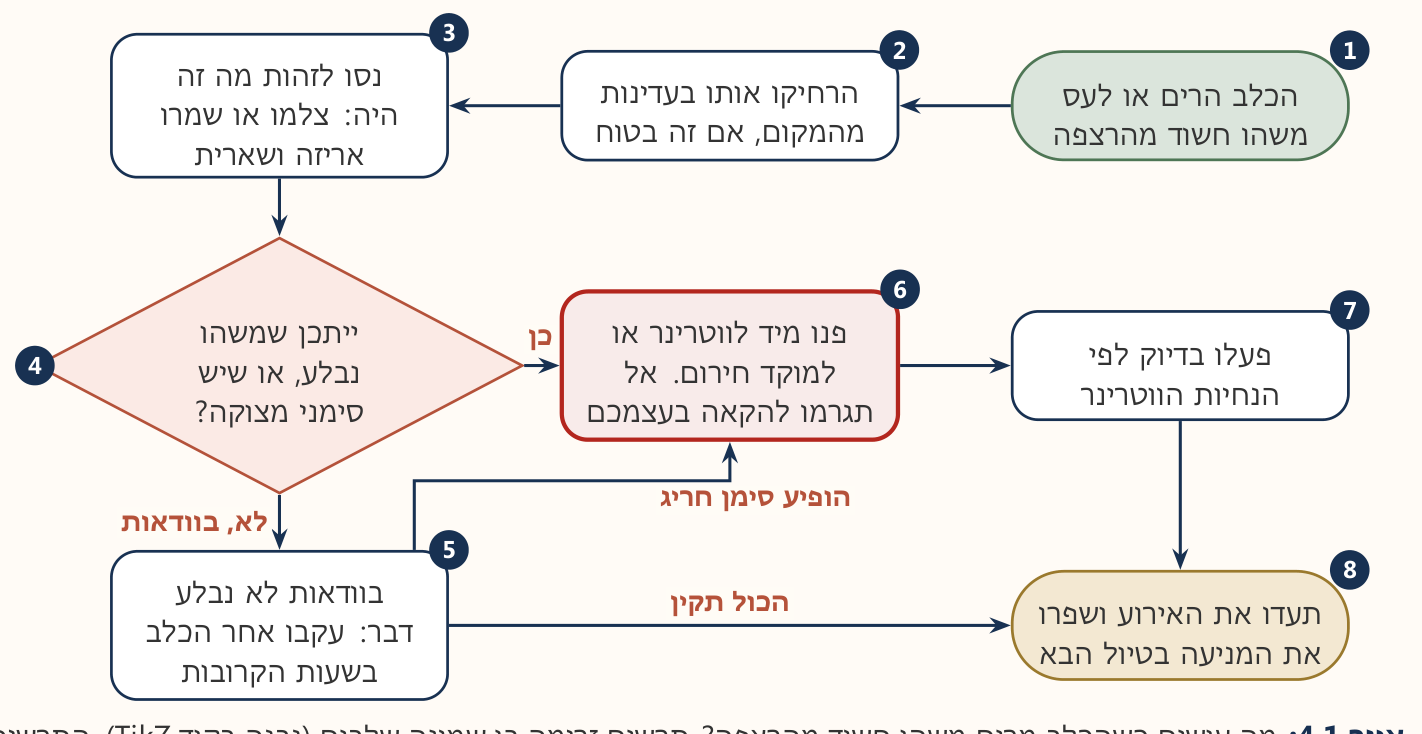 1
הכלב הרים או לעס
משהו חשוד מהרצפה
2
הרחיקו אותו בעדינות
מהמקום, אם זה בטוח
3
נסו לזהות מה זה
היה: צלמו או שמרו
אריזה ושארית
4
ייתכן שמשהו
נבלע, או שיש
סימני מצוקה?
כן
לא, בוודאות
5
בוודאות לא נבלע
דבר: עקבו אחר הכלב
בשעות הקרובות
הופיע סימן חריג
הכול תקין
6
פנו מיד לווטרינר או
למוקד חירום. אל
תגרמו להקאה בעצמכם
7
פעלו בדיוק לפי
הנחיות הווטרינר
8
תעדו את האירוע ושפרו
את המניעה בטיול הבא